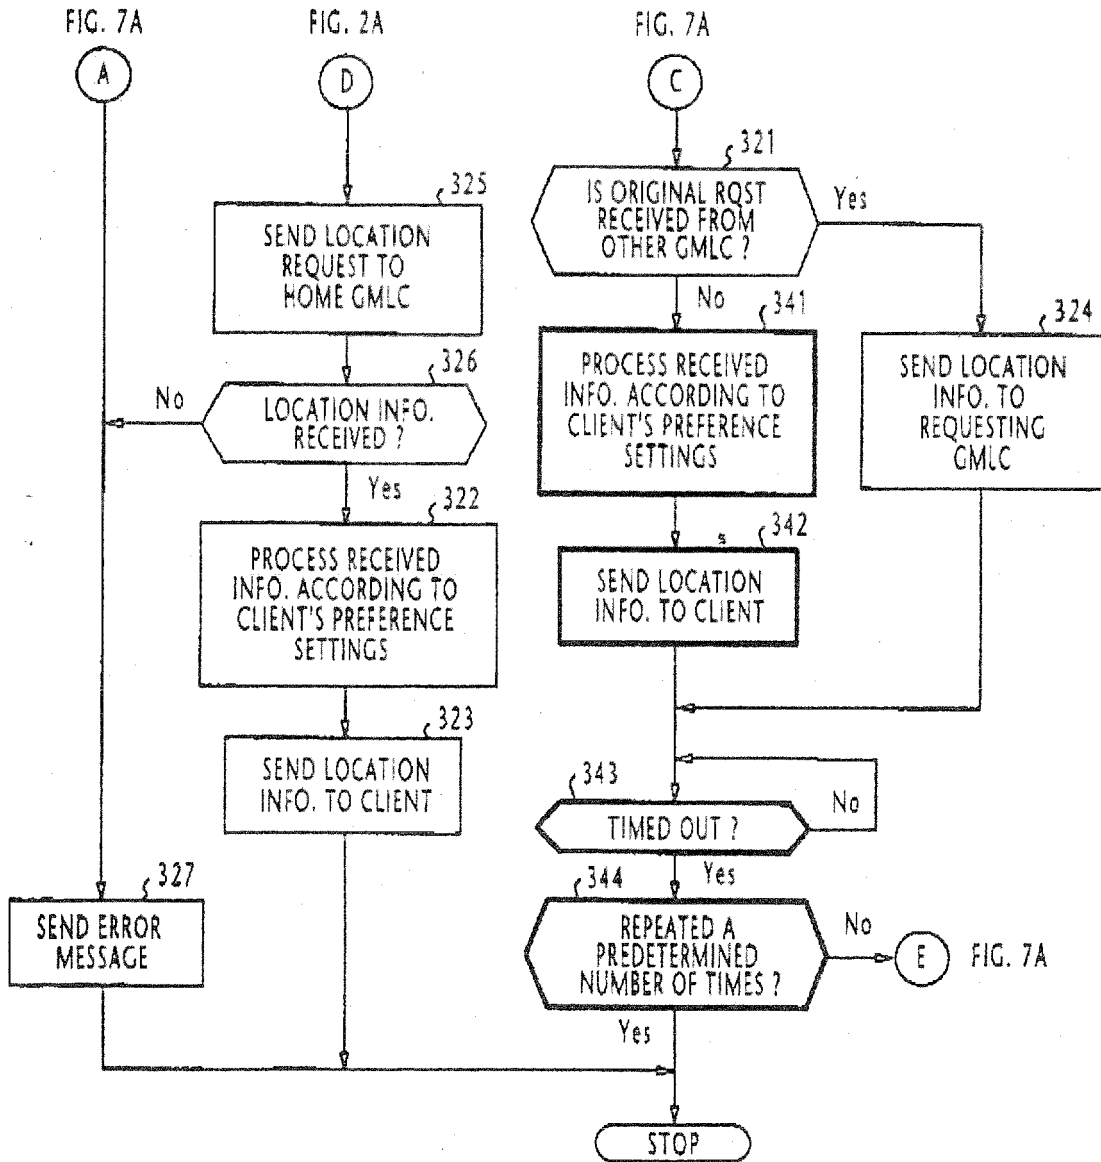 FIG. 7A
FIG. 2A
FIG. 7A
A
D
C
325
SEND LOCATION
REQUEST TO
HOME GMLC
326
LOCATION INFO.
RECEIVED ?
No
Yes
322
PROCESS RECEIVED
INFO. ACCORDING TO
CLIENT'S PREFERENCE
SETTINGS
323
SEND LOCATION
INFO. TO CLIENT
327
SEND ERROR
MESSAGE
321
IS ORIGINAL RQST
RECEIVED FROM
OTHER GMLC ?
Yes
No
341
PROCESS RECEIVED
INFO. ACCORDING TO
CLIENT'S PREFERENCE
SETTINGS
324
SEND LOCATION
INFO. TO
REQUESTING
GMLC
342
SEND LOCATION
INFO. TO CLIENT
343
TIMED OUT ?
No
Yes
344
REPEATED A
PREDETERMINED
NUMBER OF TIMES ?
No
E
FIG. 7A
Yes
STOP